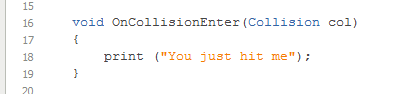 15
16 void OnCollisionEnter(Collision col)
17 {
18 print ("You just hit me");
19 }
20